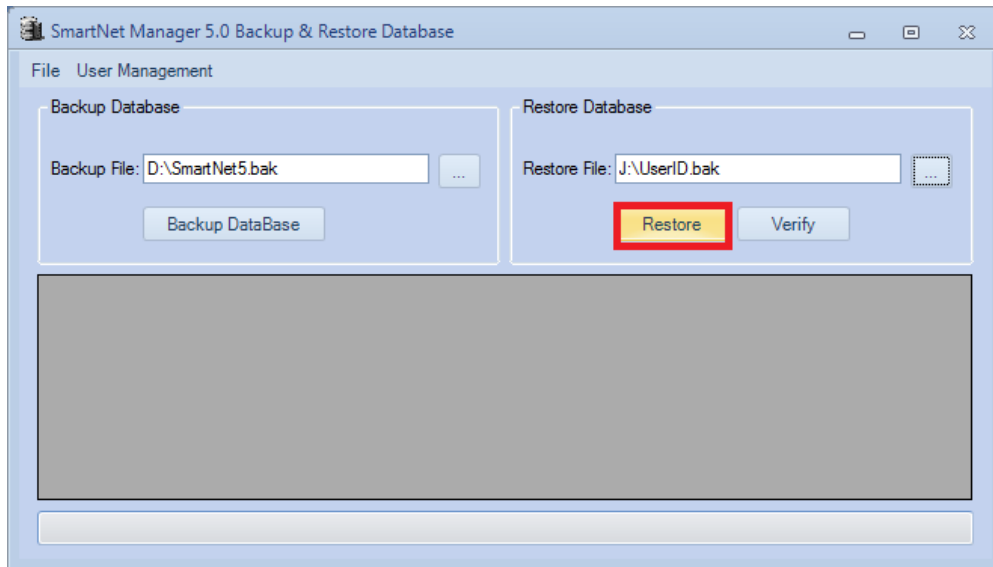 SmartNet Manager 5.0 Backup & Restore Database
File User Management
Backup Database
Backup File: D:\SmartNet5.bak ...
Backup DataBase
Restore Database
Restore File: J:\UserID.bak ...
Restore Verify